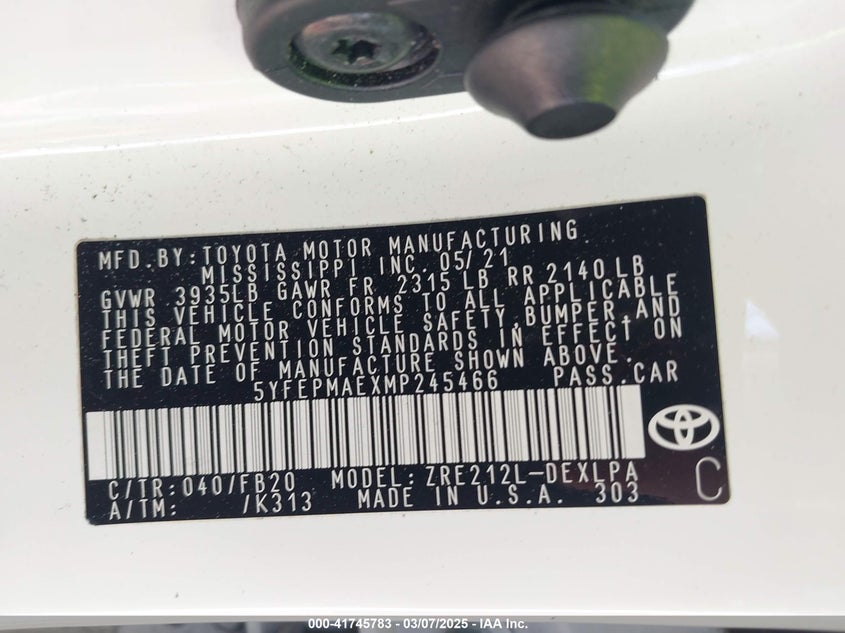 MFD.BY:TOYOTA MOTOR MANUFACTURING
MISSISSIPPI INC. 05/21
GVWR 3935LB GAWR FR 2315 LB RR 2140 LB
THIS VEHICLE CONFORMS TO ALL APPLICABLE
FEDERAL MOTOR VEHICLE SAFETY,BUMPER,AND
THEFT PREVENTION STANDARDS IN EFFECT ON
THE DATE OF MANUFACTURE SHOWN ABOVE.
5YFEPMAEXMP245466 PASS.CAR
C/TR:040/FB20 MODEL:ZRE212L-DEXLPA
A/TM: /K313 MADE IN U.S.A. 303
C
000-41745783 - 03/07/2025 - IAA Inc.